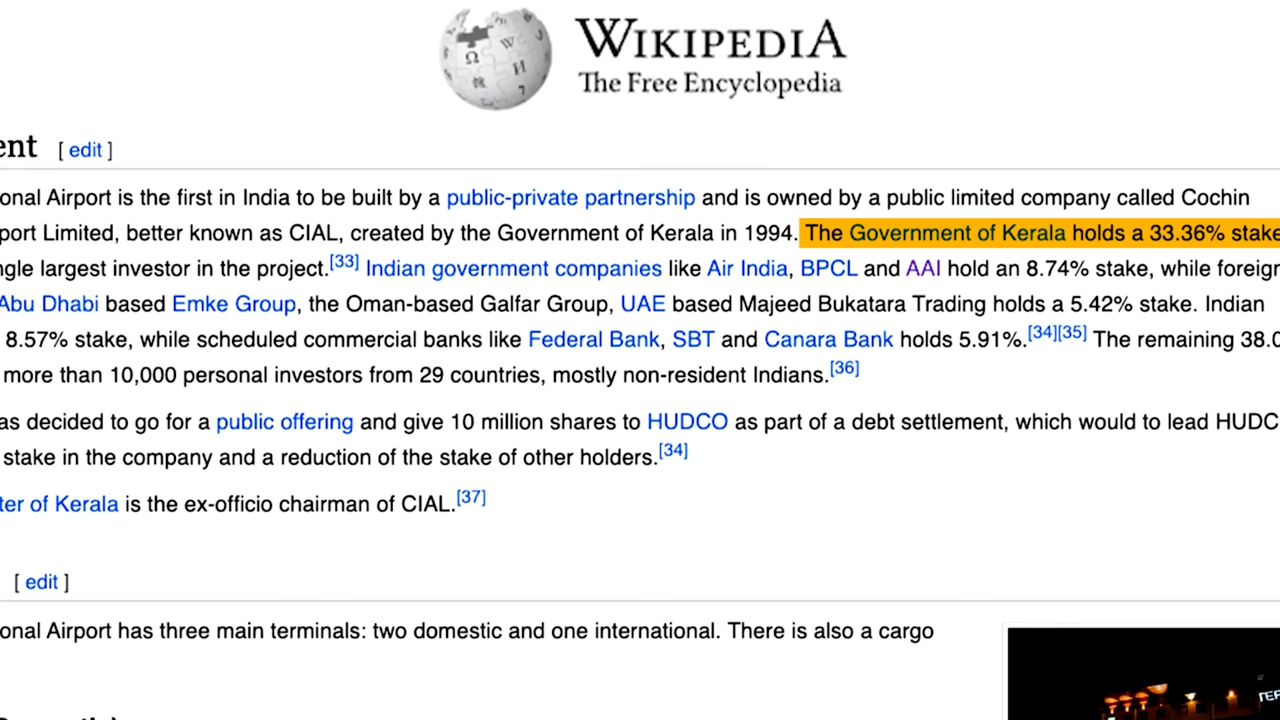 WIKIPEDIA
The Free Encyclopedia
ent [ edit ]
onal Airport is the first in India to be built by a public-private partnership and is owned by a public limited company called Cochin
port Limited, better known as CIAL, created by the Government of Kerala in 1994. The Government of Kerala holds a 33.36% stake
ngle largest investor in the project.[33] Indian government companies like Air India, BPCL and AAI hold an 8.74% stake, while foreign
Abu Dhabi based Emke Group, the Oman-based Galfar Group, UAE based Majeed Bukatara Trading holds a 5.42% stake. Indian
8.57% stake, while scheduled commercial banks like Federal Bank, SBT and Canara Bank holds 5.91%.[34][35] The remaining 38.0
more than 10,000 personal investors from 29 countries, mostly non-resident Indians.[36]
as decided to go for a public offering and give 10 million shares to HUDCO as part of a debt settlement, which would to lead HUDC
stake in the company and a reduction of the stake of other holders.[34]
ter of Kerala is the ex-officio chairman of CIAL.[37]
[ edit ]
onal Airport has three main terminals: two domestic and one international. There is also a cargo